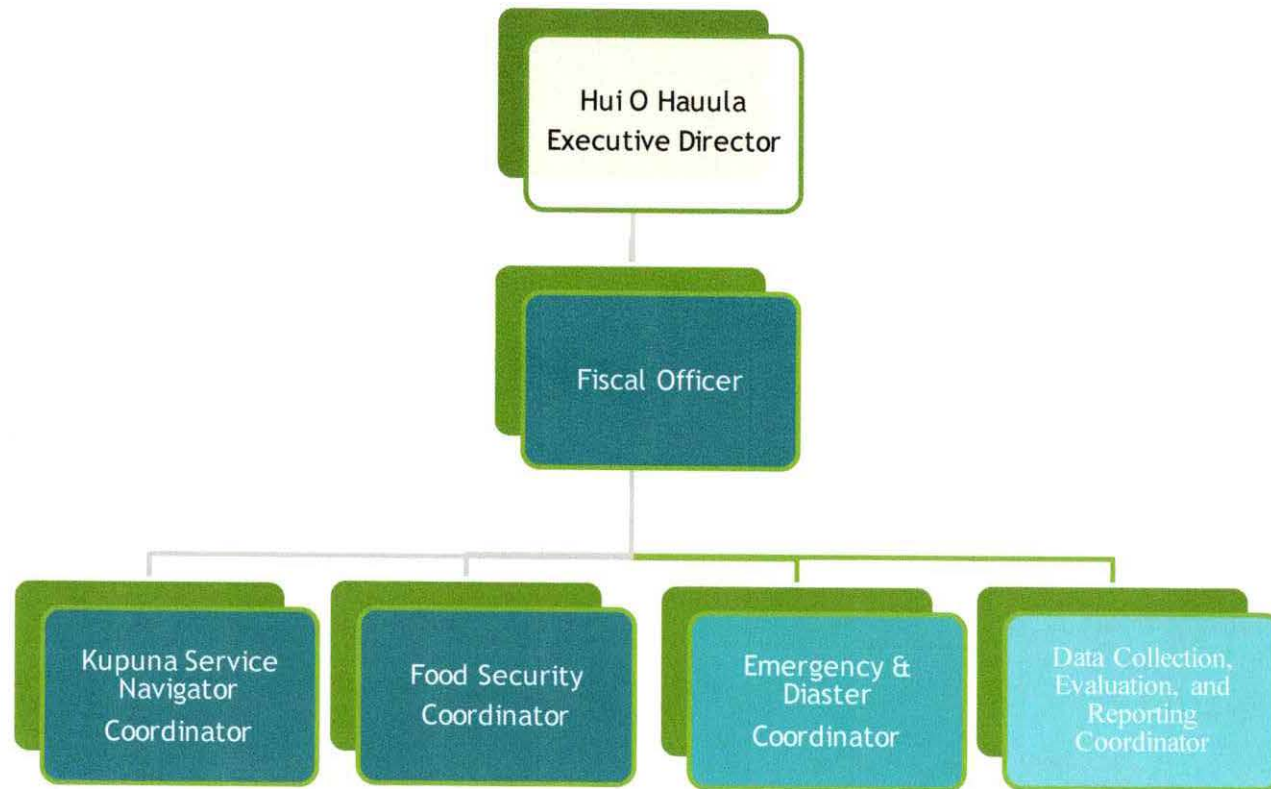 Hui O Hauula
Executive Director
Fiscal Officer
Kupuna Service
Navigator
Coordinator
Food Security
Coordinator
Emergency &
Diaster
Coordinator
Data Collection,
Evaluation, and
Reporting
Coordinator